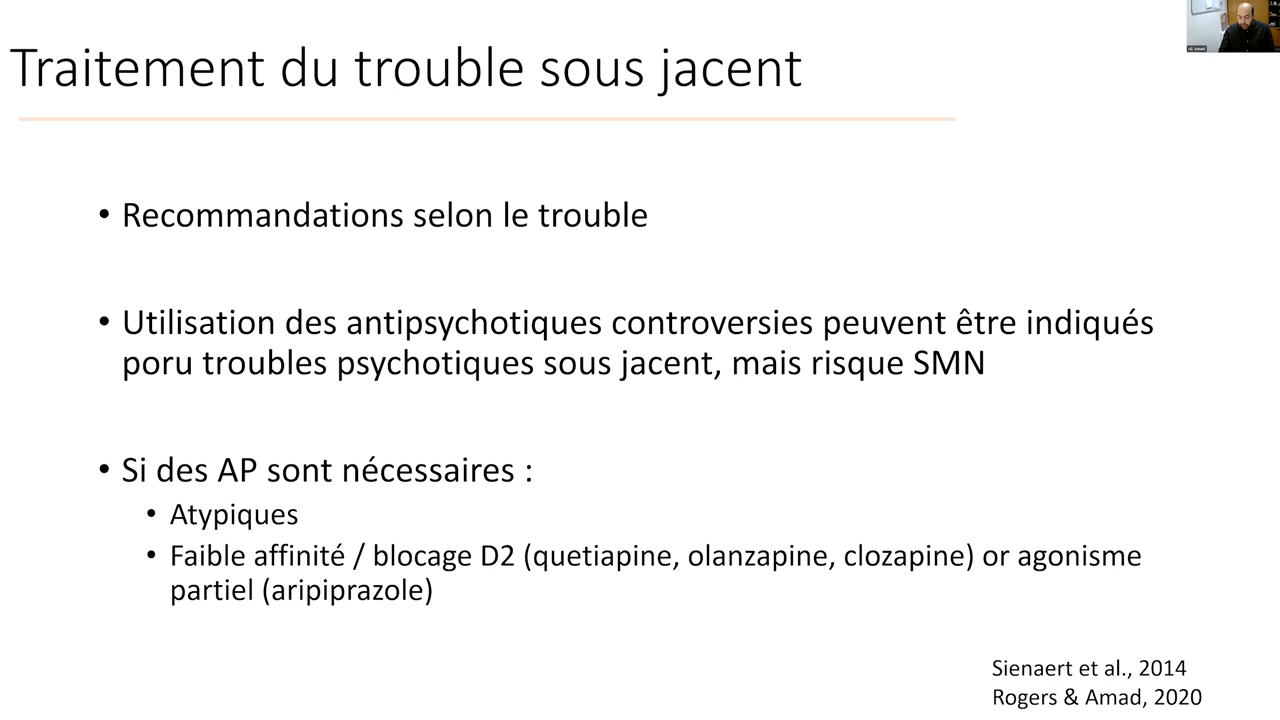 Traitement du trouble sous jacent
• Recommandations selon le trouble
• Utilisation des antipsychotiques controversies peuvent être indiqués
poru troubles psychotiques sous jacent, mais risque SMN
• Si des AP sont nécessaires :
• Atypiques
• Faible affinité / blocage D2 (quetiapine, olanzapine, clozapine) or agonisme
partiel (aripiprazole)
Sienaert et al., 2014
Rogers & Amad, 2020
Ali Amad